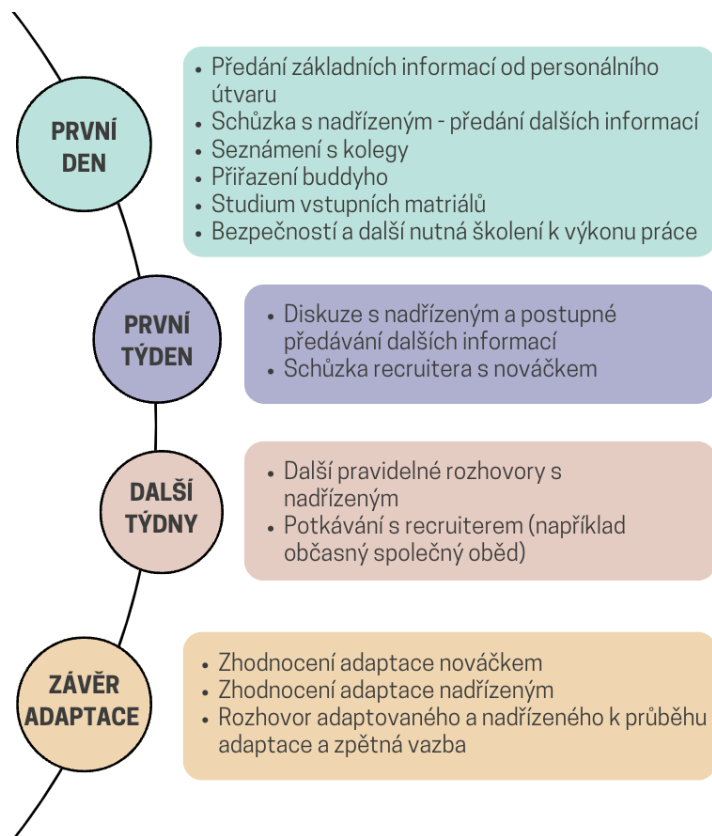 PRVNÍ
DEN
• Předání základních informací od personálního
útvaru
• Schůzka s nadřízeným - předání dalších informací
• Seznámení s kolegy
• Přiřazení buddyho
• Studium vstupních matriálů
• Bezpečností a další nutná školení k výkonu práce
PRVNÍ
TÝDEN
• Diskuze s nadřízeným a postupné
předávání dalších informací
• Schůzka recruitera s nováčkem
DALŠÍ
TÝDNY
• Další pravidelné rozhovory s
nadřízeným
• Potkávání s recruiterem (například
občasný společný oběd)
ZÁVĚR
ADAPTACE
• Zhodnocení adaptace nováčkem
• Zhodnocení adaptace nadřízeným
• Rozhovor adaptovaného a nadřízeného k průběhu
adaptace a zpětná vazba